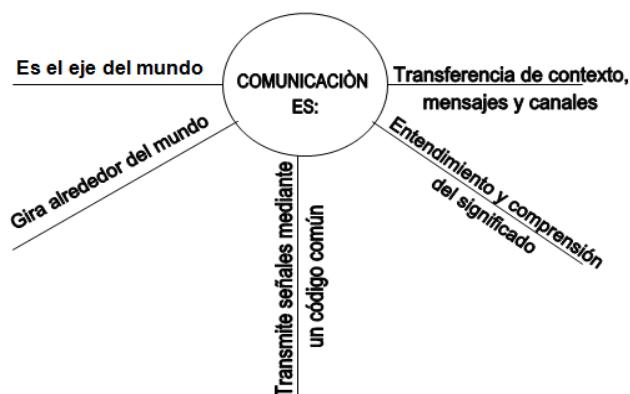 COMUNICACIÒN
ES:
Es el eje del mundo
Gira alrededor del mundo
Transmite señales mediante
un código común
Entendimiento y comprensión
del significado
Transferencia de contexto,
mensajes y canales